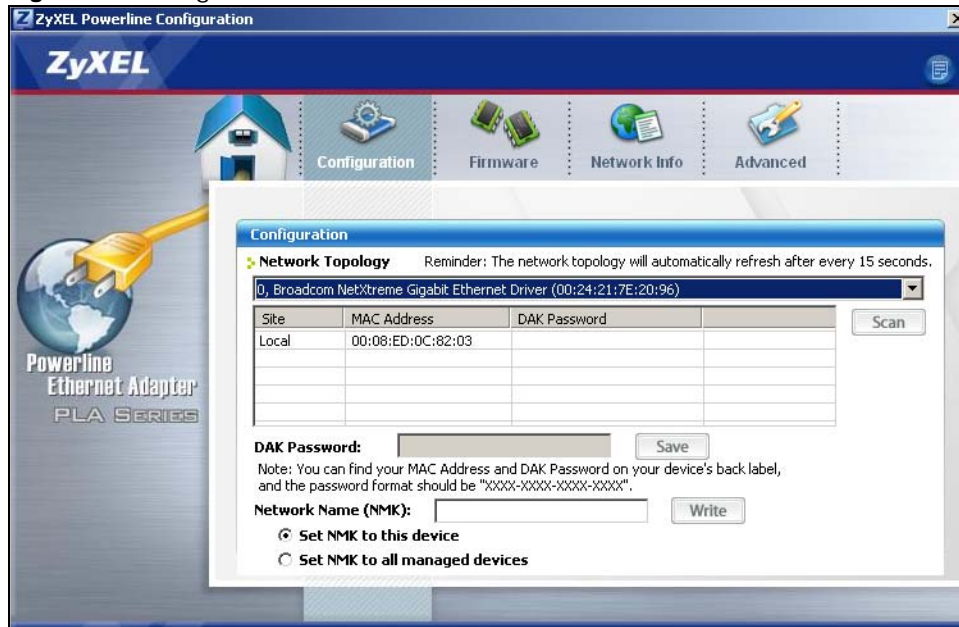 ZyXEL Powerline Configuration
ZyXEL
Configuration
Firmware
Network Info
Advanced
Powerline
Ethernet Adapter
PLA SERIES
Configuration
Network Topology Reminder: The network topology will automatically refresh after every 15 seconds.
0, Broadcom NetXtreme Gigabit Ethernet Driver (00:24:21:7E:20:96)
Site MAC Address DAK Password
Scan
Local 00:08:ED:0C:82:03
DAK Password: Save
Note: You can find your MAC Address and DAK Password on your device's back label,
and the password format should be "XXXX-XXXX-XXXX-XXXX".
Network Name (NMK): Write
Set NMK to this device
Set NMK to all managed devices